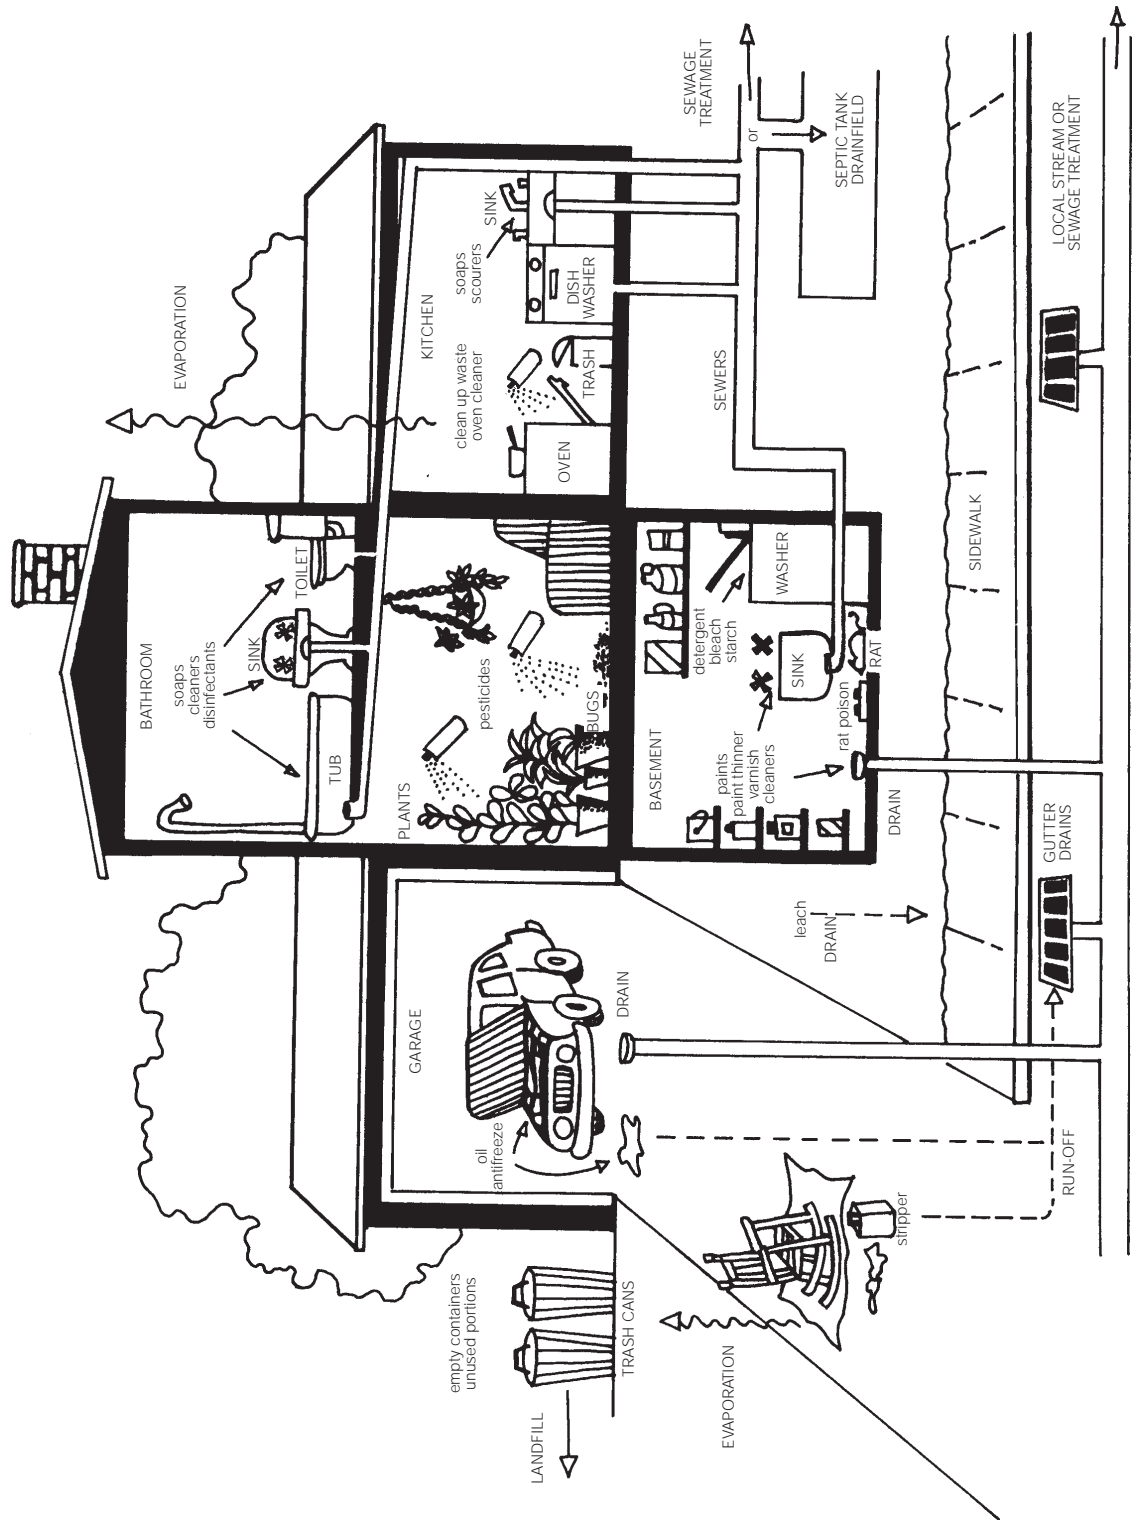 EVAPORATION
BATHROOM
soaps
cleaners
disinfectants
SINK
TOILET
TUB
KITCHEN
soaps
scourers
SINK
clean up waste
oven cleaner
DISH
WASHER
TRASH
OVEN
PLANTS
pesticides
BUGS
GARAGE
oil
antifreeze
DRAIN
empty containers
unused portions
TRASH CANS
LANDFILL
EVAPORATION
stripper
RUN-OFF
BASEMENT
detergent
bleach
starch
WASHER
paints
paint thinner
varnish
cleaners
SINK
rat poison
RAT
DRAIN
leach
DRAIN
SEWERS
SEWAGE
TREATMENT
or
SEPTIC TANK
DRAINFIELD
SIDEWALK
GUTTER
DRAINS
LOCAL STREAM OR
SEWAGE TREATMENT